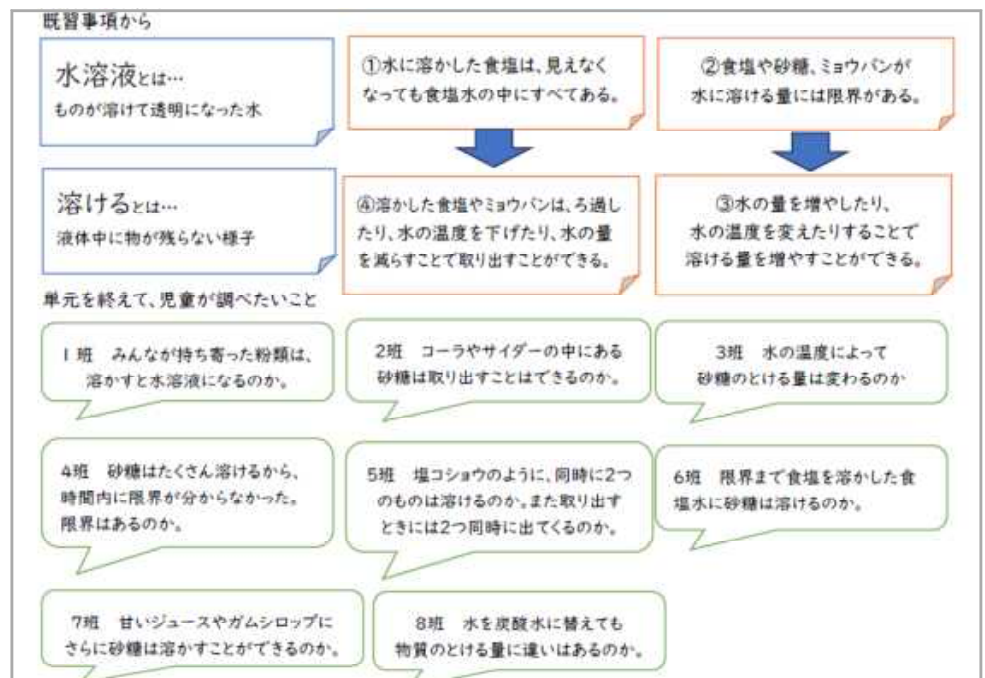 既習事項から
水溶液とは…
ものが溶けて透明になった水
①水に溶かした食塩は、見えなく
なっても食塩水の中にすべてある。
②食塩や砂糖、ミョウバンが
水に溶ける量には限界がある。
溶けるとは…
液体中に物が残らない様子
④溶かした食塩やミョウバンは、ろ過し
たり、水の温度を下げたり、水の量
を減らすことで取り出すことができる。
③水の量を増やしたり、
水の温度を変えたりすることで
溶ける量を増やすことができる。
単元を終えて、児童が調べたいこと
1班　みんなが持ち寄った粉類は、
溶かすと水溶液になるのか。
2班　コーラやサイダーの中にある
砂糖は取り出すことはできるのか。
3班　水の温度によって
砂糖のとける量は変わるのか
4班　砂糖はたくさん溶けるから、
時間内に限界が分からなかった。
限界はあるのか。
5班　塩コショウのように、同時に2つ
のものは溶けるのか。また取り出す
ときには2つ同時に出てくるのか。
6班　限界まで食塩を溶かした食
塩水に砂糖は溶けるのか。
7班　甘いジュースやガムシロップに
さらに砂糖は溶かすことができるのか。
8班　水を炭酸水に替えても
物質のとける量に違いはあるのか。